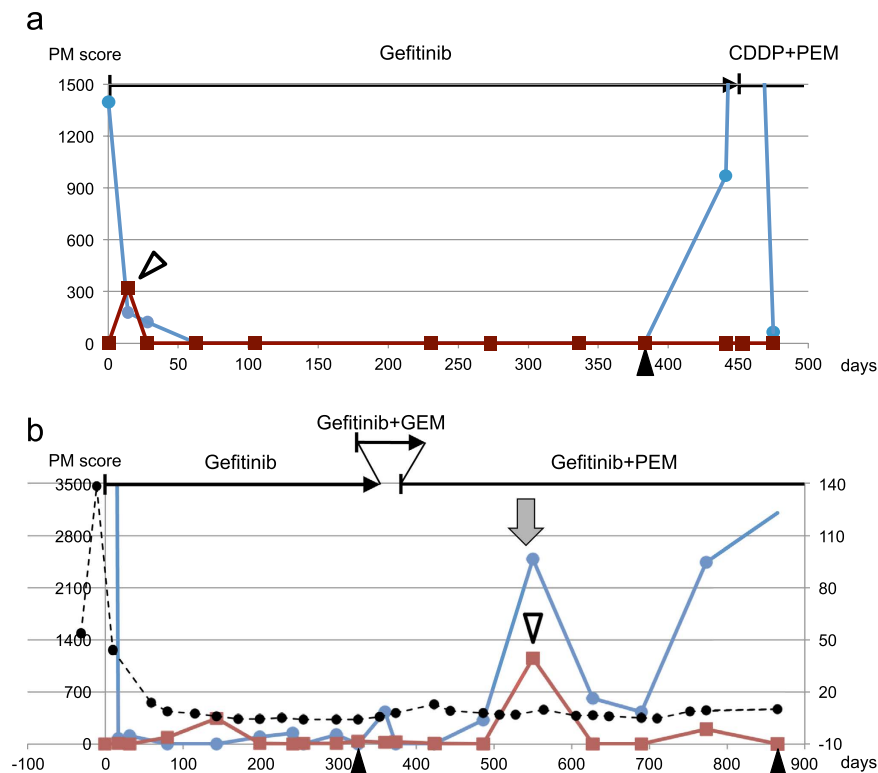 a
PM score
Gefitinib
CDDP+PEM
1500
1200
900
600
300
0
0 50 100 150 200 250 300 350 400 450 500 days
b
Gefitinib+GEM
PM score
Gefitinib
Gefitinib+PEM
3500 140
2800 110
2100 80
1400 50
700 20
0 -10
-100 0 100 200 300 400 500 600 700 800 900 days